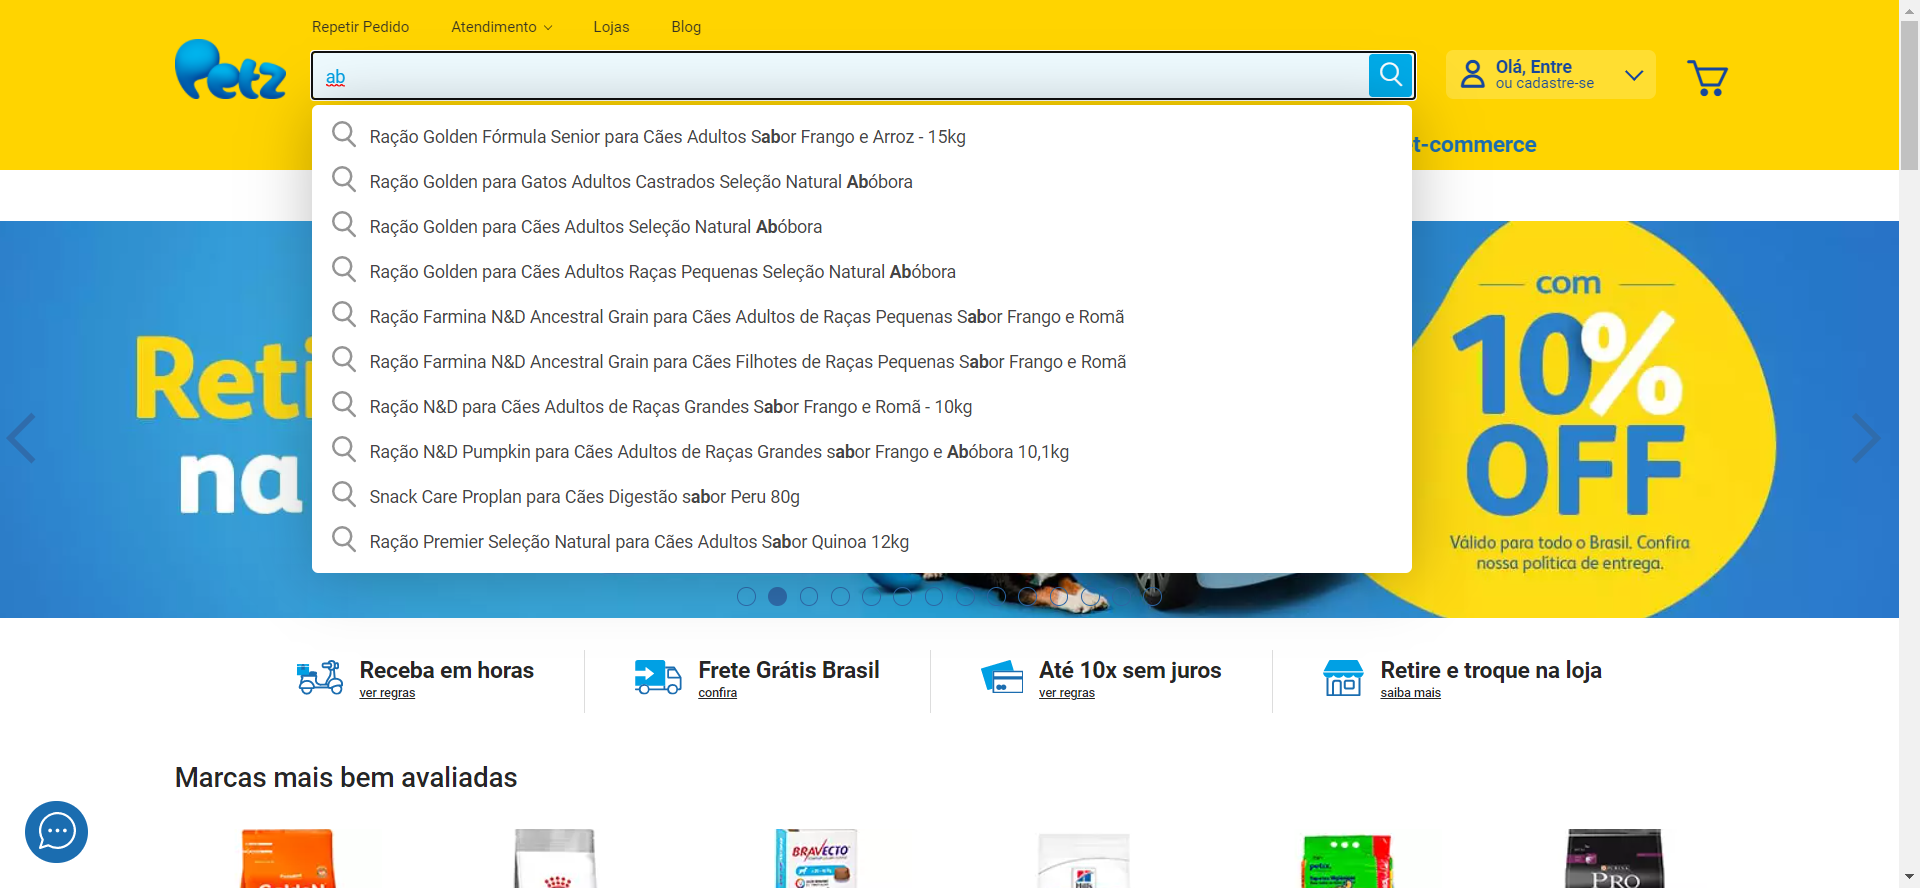 Repetir Pedido Atendimento Lojas Blog
Petz
ab
Olá, Entre
ou cadastre-se
t-commerce
Ração Golden Fórmula Senior para Cães Adultos Sabor Frango e Arroz - 15kg
Ração Golden para Gatos Adultos Castrados Seleção Natural Abóbora
Ração Golden para Cães Adultos Seleção Natural Abóbora
Ração Golden para Cães Adultos Raças Pequenas Seleção Natural Abóbora
Ração Farmina N&D Ancestral Grain para Cães Adultos de Raças Pequenas Sabor Frango e Romã
Ração Farmina N&D Ancestral Grain para Cães Filhotes de Raças Pequenas Sabor Frango e Romã
Ração N&D para Cães Adultos de Raças Grandes Sabor Frango e Romã - 10kg
Ração N&D Pumpkin para Cães Adultos de Raças Grandes sabor Frango e Abóbora 10,1kg
Snack Care Proplan para Cães Digestão sabor Peru 80g
Ração Premier Seleção Natural para Cães Adultos Sabor Quinoa 12kg
Reti
na
com
10%
OFF
Válido para todo o Brasil. Confira
nossa política de entrega.
Receba em horas
ver regras
Frete Grátis Brasil
confira
Até 10x sem juros
ver regras
Retire e troque na loja
saiba mais
Marcas mais bem avaliadas
GoldeN
BRAVECTO
Hill's
petix
PURINA
PRO